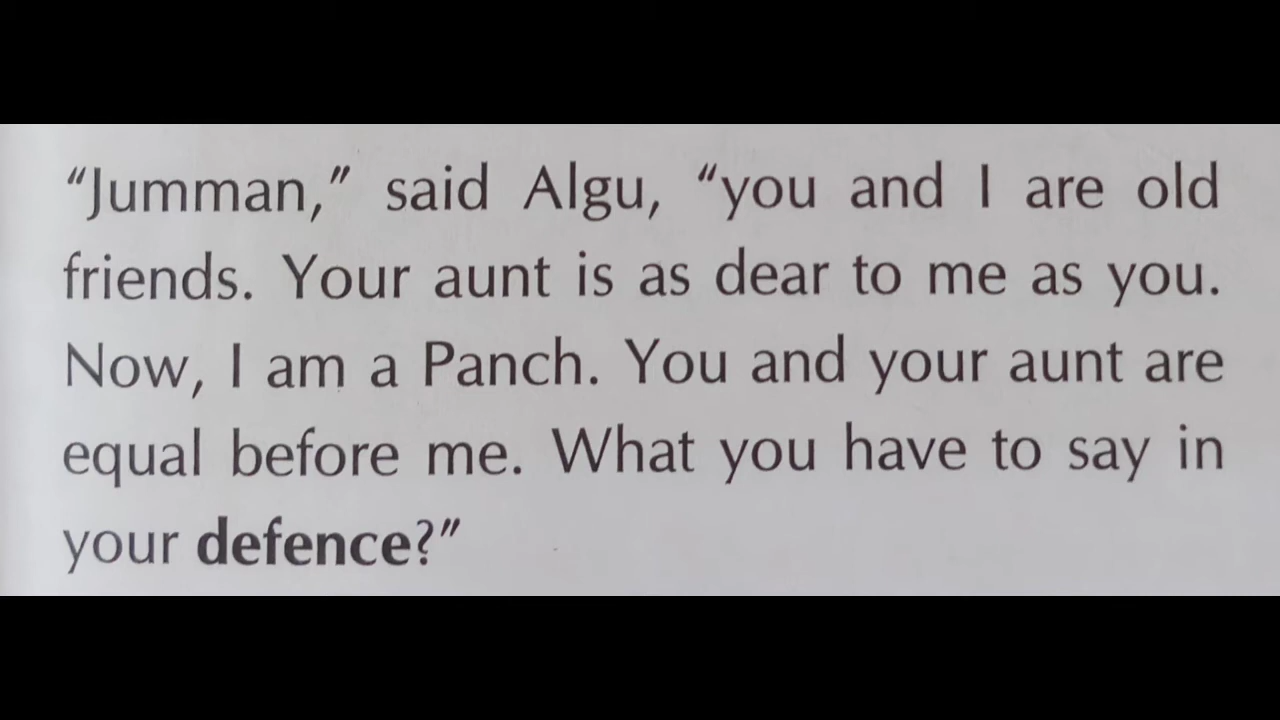 “Jumman,” said Algu, “you and I are old
friends. Your aunt is as dear to me as you.
Now, I am a Panch. You and your aunt are
equal before me. What you have to say in
your defence?”